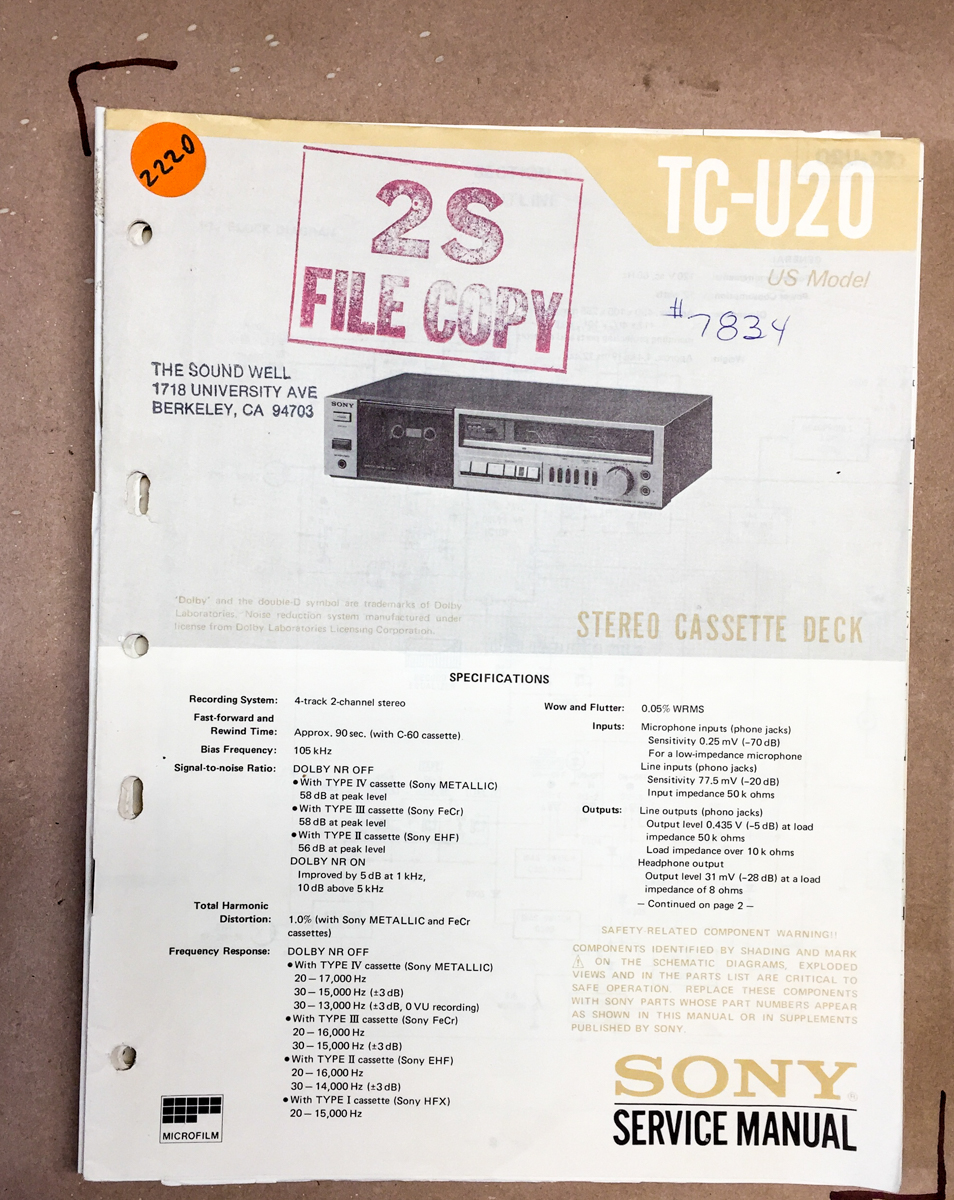 2220
2S
FILE COPY
TC-U20
US Model
#7834
THE SOUND WELL
1718 UNIVERSITY AVE
BERKELEY, CA 94703
SONY
"Dolby" and the double-D symbol are trademarks of Dolby
Laboratories. Noise reduction system manufactured under
license from Dolby Laboratories Licensing Corporation.
STEREO CASSETTE DECK
SPECIFICATIONS
Recording System: 4-track 2-channel stereo
Fast-forward and
Rewind Time: Approx. 90 sec. (with C-60 cassette)
Bias Frequency: 105 kHz
Signal-to-noise Ratio: DOLBY NR OFF
● With TYPE IV cassette (Sony METALLIC)
58 dB at peak level
● With TYPE III cassette (Sony FeCr)
58 dB at peak level
● With TYPE II cassette (Sony EHF)
56 dB at peak level
DOLBY NR ON
Improved by 5 dB at 1 kHz,
10 dB above 5 kHz
Total Harmonic
Distortion: 1.0% (with Sony METALLIC and FeCr
cassettes)
Frequency Response: DOLBY NR OFF
● With TYPE IV cassette (Sony METALLIC)
20 – 17,000 Hz
30 – 15,000 Hz (±3 dB)
30 – 13,000 Hz (±3 dB, 0 VU recording)
● With TYPE III cassette (Sony FeCr)
20 – 16,000 Hz
30 – 15,000 Hz (±3 dB)
● With TYPE II cassette (Sony EHF)
20 – 16,000 Hz
30 – 14,000 Hz (±3 dB)
● With TYPE I cassette (Sony HFX)
20 – 15,000 Hz
Wow and Flutter: 0.05% WRMS
Inputs: Microphone inputs (phone jacks)
Sensitivity 0.25 mV (–70 dB)
For a low-impedance microphone
Line inputs (phono jacks)
Sensitivity 77.5 mV (–20 dB)
Input impedance 50 k ohms
Outputs: Line outputs (phono jacks)
Output level 0.435 V (–5 dB) at load
impedance 50 k ohms
Load impedance over 10 k ohms
Headphone output
Output level 31 mV (–28 dB) at a load
impedance of 8 ohms
— Continued on page 2 —
SAFETY-RELATED COMPONENT WARNING!!
COMPONENTS IDENTIFIED BY SHADING AND MARK
⚠ ON THE SCHEMATIC DIAGRAMS, EXPLODED
VIEWS AND IN THE PARTS LIST ARE CRITICAL TO
SAFE OPERATION. REPLACE THESE COMPONENTS
WITH SONY PARTS WHOSE PART NUMBERS APPEAR
AS SHOWN IN THIS MANUAL OR IN SUPPLEMENTS
PUBLISHED BY SONY.
SONY®
SERVICE MANUAL
MICROFILM